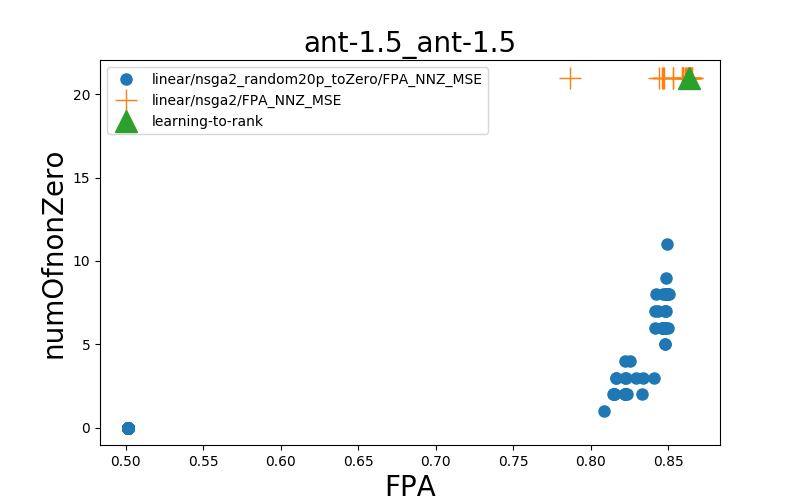 ant-1.5_ant-1.5
linear/nsga2_random20p_toZero/FPA_NNZ_MSE
linear/nsga2/FPA_NNZ_MSE
learning-to-rank
numOfnonZero
20
15
10
5
0
0.50 0.55 0.60 0.65 0.70 0.75 0.80 0.85
FPA